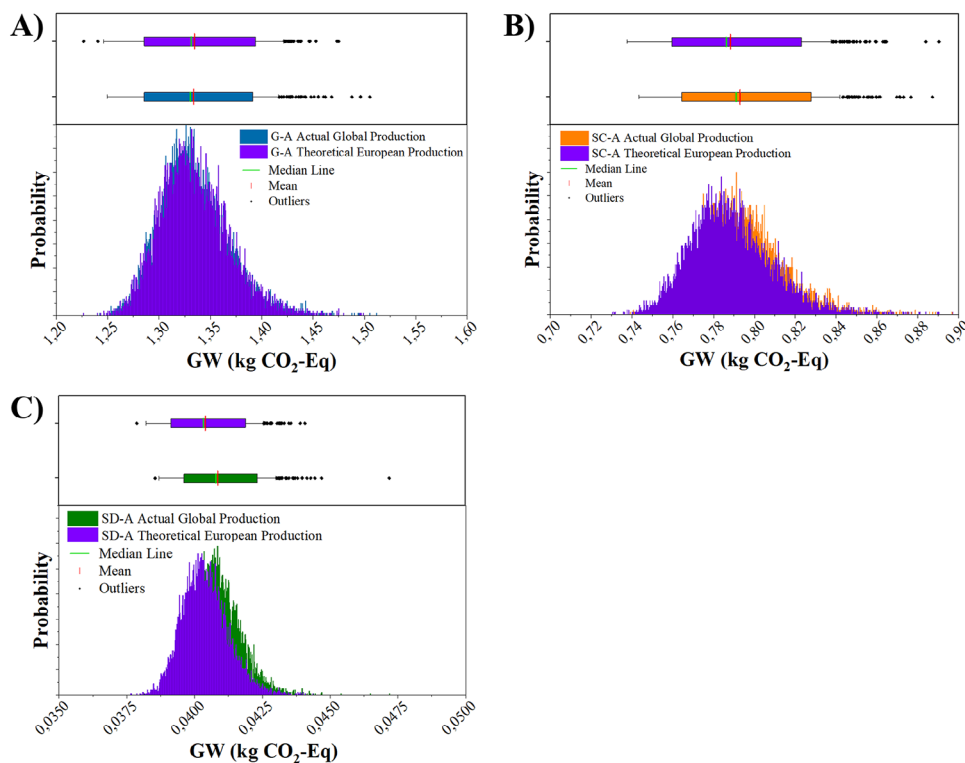 A)
G-A Actual Global Production
G-A Theoretical European Production
Median Line
Mean
Outliers
Probability
1,20 1,25 1,30 1,35 1,40 1,45 1,50 1,55 1,60
GW (kg CO₂-Eq)
B)
SC-A Actual Global Production
SC-A Theoretical European Production
Median Line
Mean
Outliers
Probability
0,70 0,72 0,74 0,76 0,78 0,80 0,82 0,84 0,86 0,88 0,90
GW (kg CO₂-Eq)
C)
SD-A Actual Global Production
SD-A Theoretical European Production
Median Line
Mean
Outliers
Probability
0,0350 0,0375 0,0400 0,0425 0,0450 0,0475 0,0500
GW (kg CO₂-Eq)